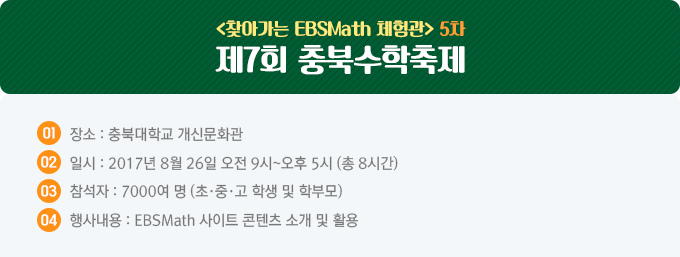 <찾아가는 EBSMath 체험관> 5차
제7회 충북수학축제
01 장소 : 충북대학교 개신문화관
02 일시 : 2017년 8월 26일 오전 9시~오후 5시 (총 8시간)
03 참석자 : 7000여 명 (초·중·고 학생 및 학부모)
04 행사내용 : EBSMath 사이트 콘텐츠 소개 및 활용